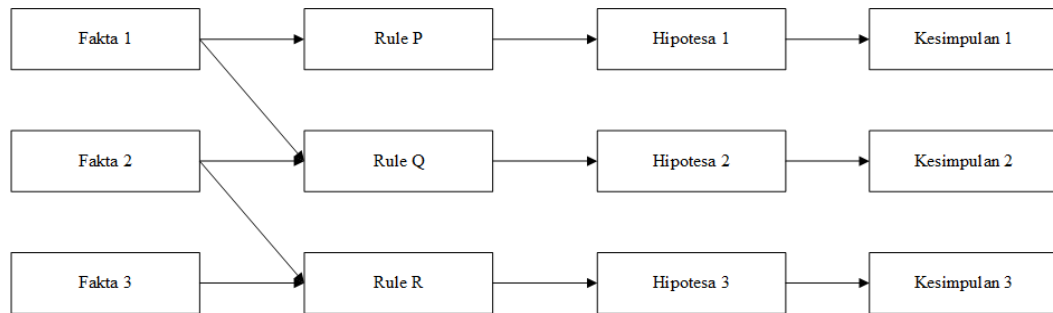 Fakta 1
Rule P
Hipotesa 1
Kesimpulan 1
Fakta 2
Rule Q
Hipotesa 2
Kesimpulan 2
Fakta 3
Rule R
Hipotesa 3
Kesimpulan 3